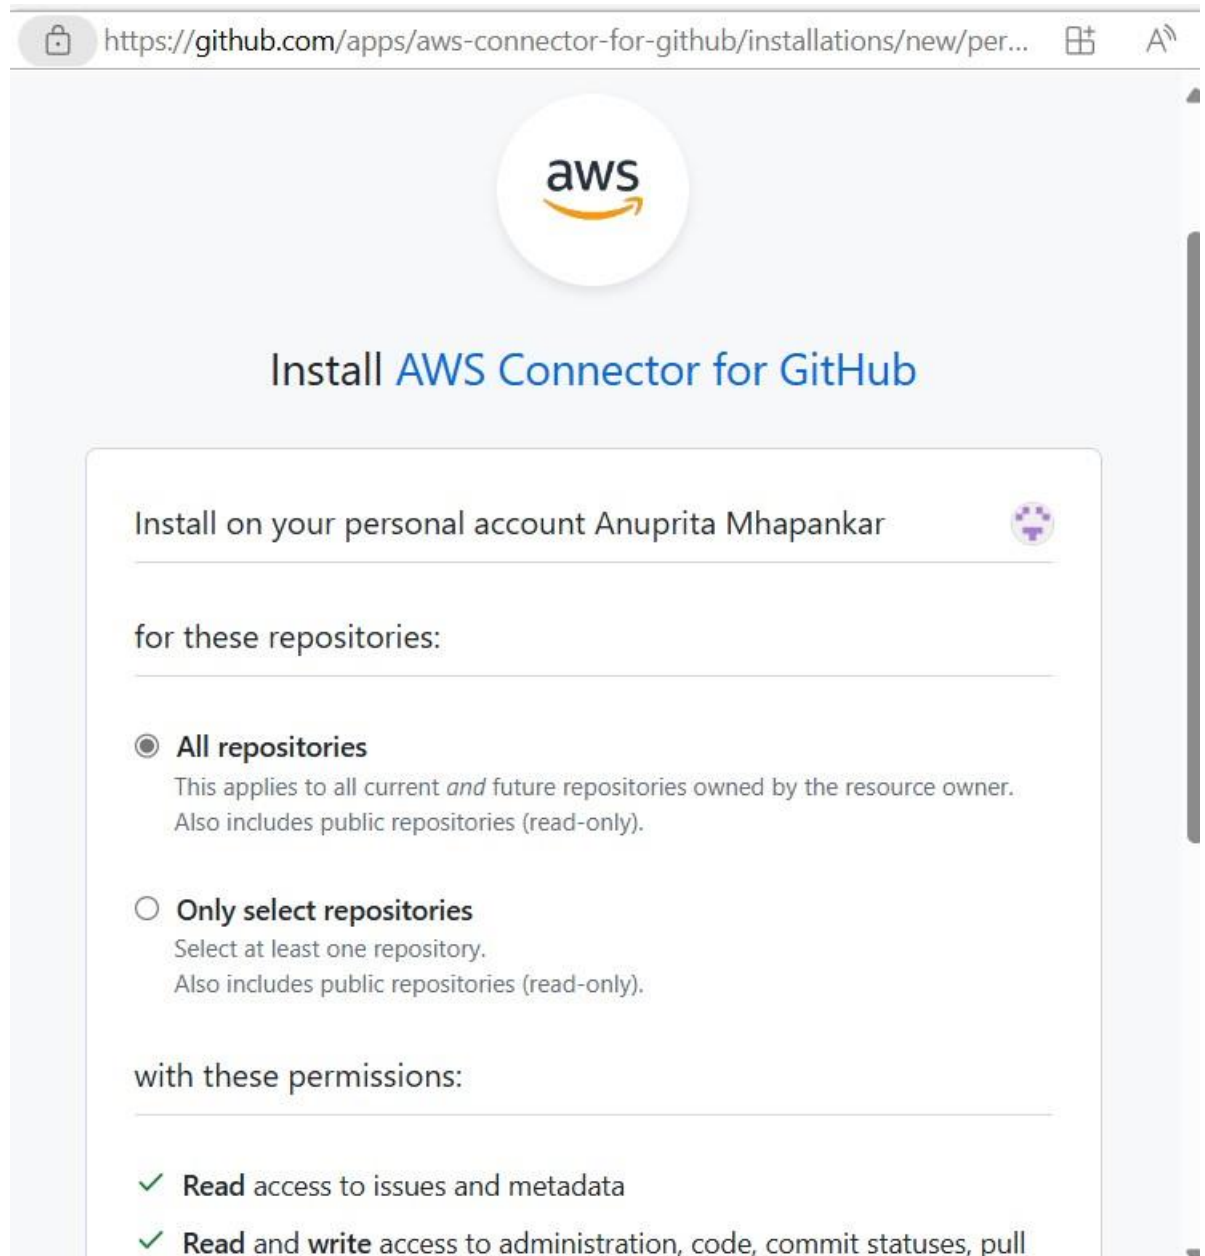 https://github.com/apps/aws-connector-for-github/installations/new/per...
aws
Install AWS Connector for GitHub
Install on your personal account Anuprita Mhapankar
for these repositories:
All repositories
This applies to all current and future repositories owned by the resource owner.
Also includes public repositories (read-only).
Only select repositories
Select at least one repository.
Also includes public repositories (read-only).
with these permissions:
Read access to issues and metadata
Read and write access to administration, code, commit statuses, pull